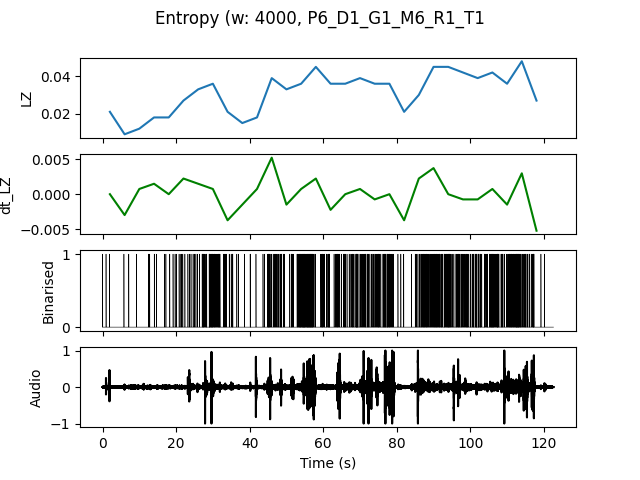 Entropy (w: 4000, P6_D1_G1_M6_R1_T1
0.04
0.02
LZ
0.005
0.000
−0.005
dt_LZ
1
0
Binarised
1
0
−1
Audio
0 20 40 60 80 100 120
Time (s)